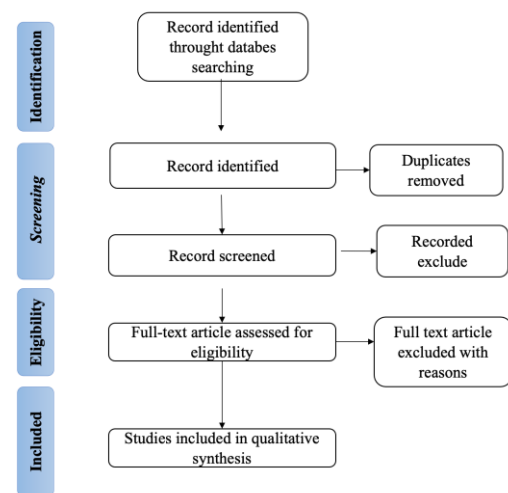 Identification
Record identified
throught databes
searching
Screening
Record identified
Duplicates
removed
Record screened
Recorded
exclude
Eligibility
Full-text article assessed for
eligibility
Full text article
excluded with
reasons
Included
Studies included in qualitative
synthesis